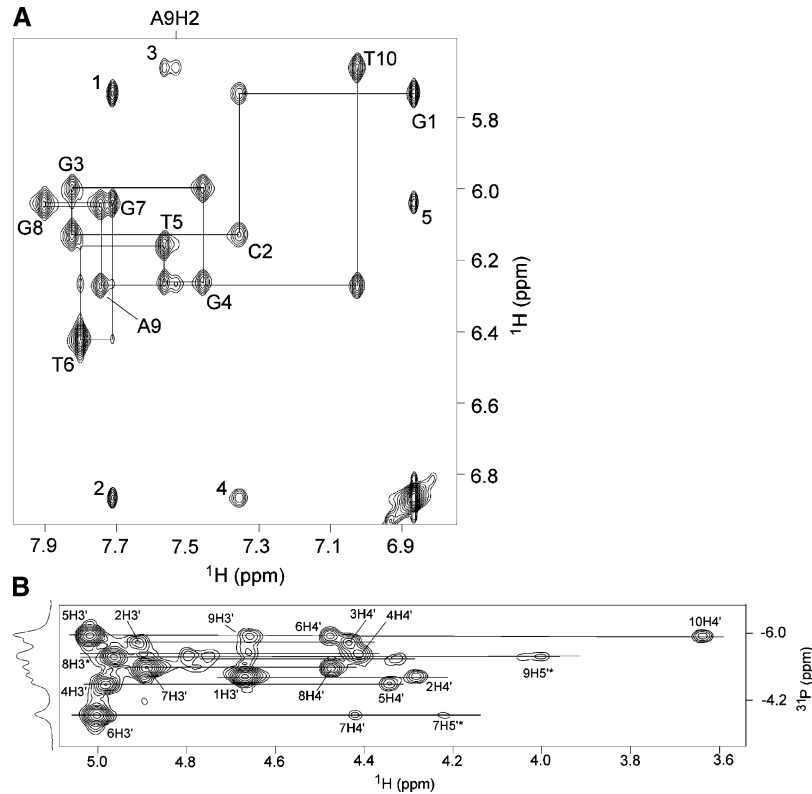 A
A9H2
3
T10
1
G1
5.8
G3
6.0
G7
5
G8
T5
C2
6.2
G4
A9
6.4
T6
6.6
6.8
2
4
¹H (ppm)
7.9 7.7 7.5 7.3 7.1 6.9
¹H (ppm)
B
5H3' 2H3' 9H3' 6H4' 3H4' 4H4' 10H4'
-6.0
8H3* 9H5'*
4H3' 7H3' 1H3' 8H4' 5H4' 2H4'
-4.2
6H3' 7H4' 7H5'*
³¹P (ppm)
5.0 4.8 4.6 4.4 4.2 4.0 3.8 3.6
¹H (ppm)